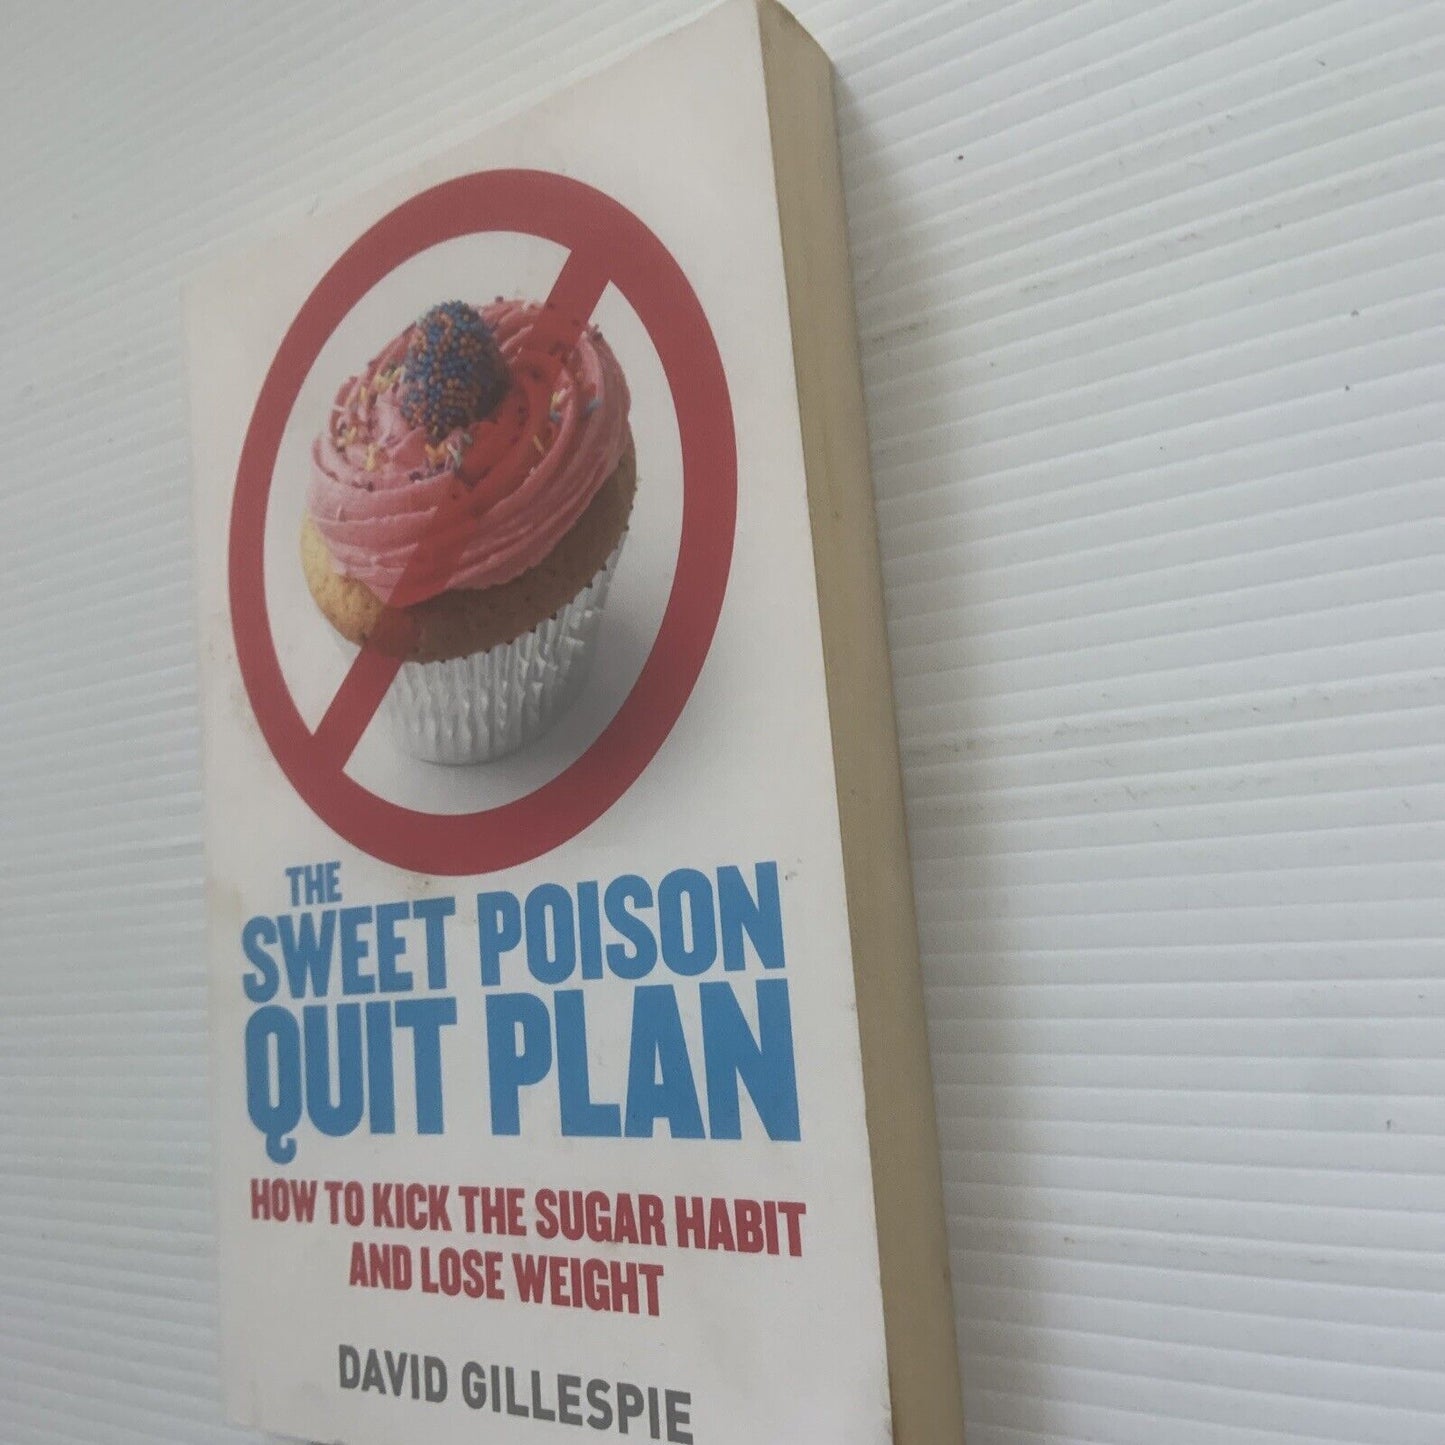 THE
SWEET POISON
QUIT PLAN
HOW TO KICK THE SUGAR HABIT
AND LOSE WEIGHT
DAVID GILLESPIE